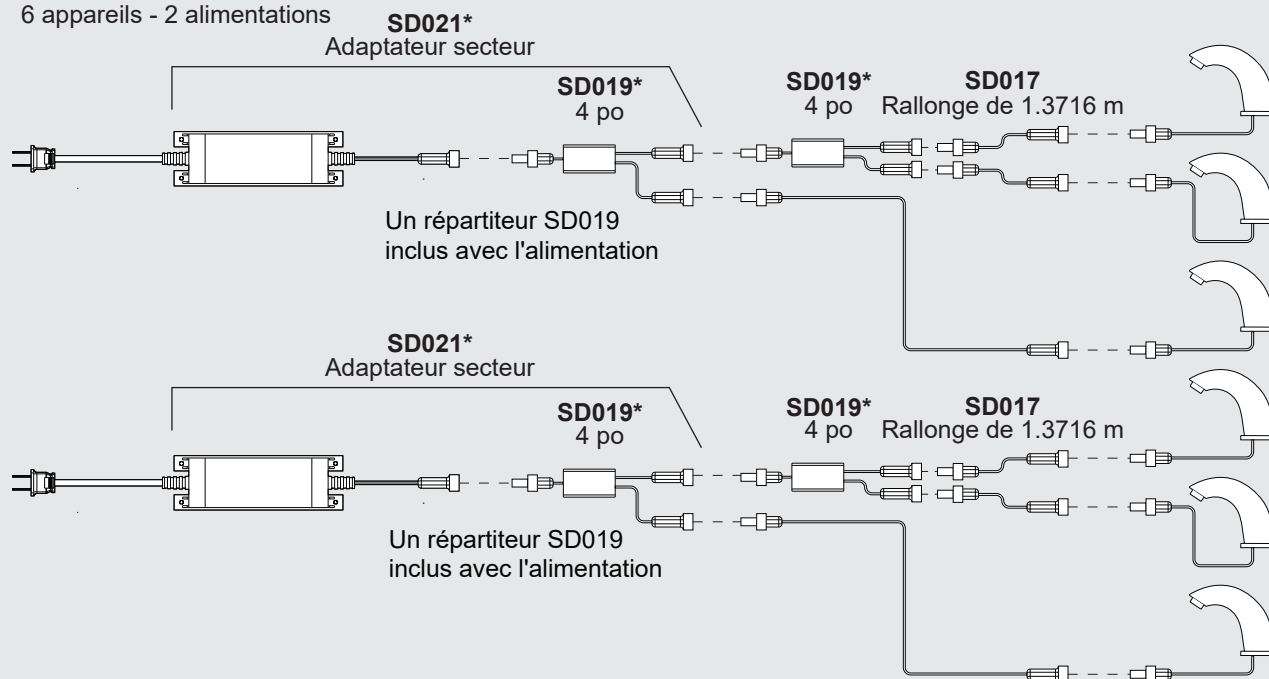 6 appareils - 2 alimentations
SD021*
Adaptateur secteur
SD019*
4 po
SD019*
4 po
SD017
Rallonge de 1.3716 m
Un répartiteur SD019
inclus avec l'alimentation
SD021*
Adaptateur secteur
SD019*
4 po
SD019*
4 po
SD017
Rallonge de 1.3716 m
Un répartiteur SD019
inclus avec l'alimentation